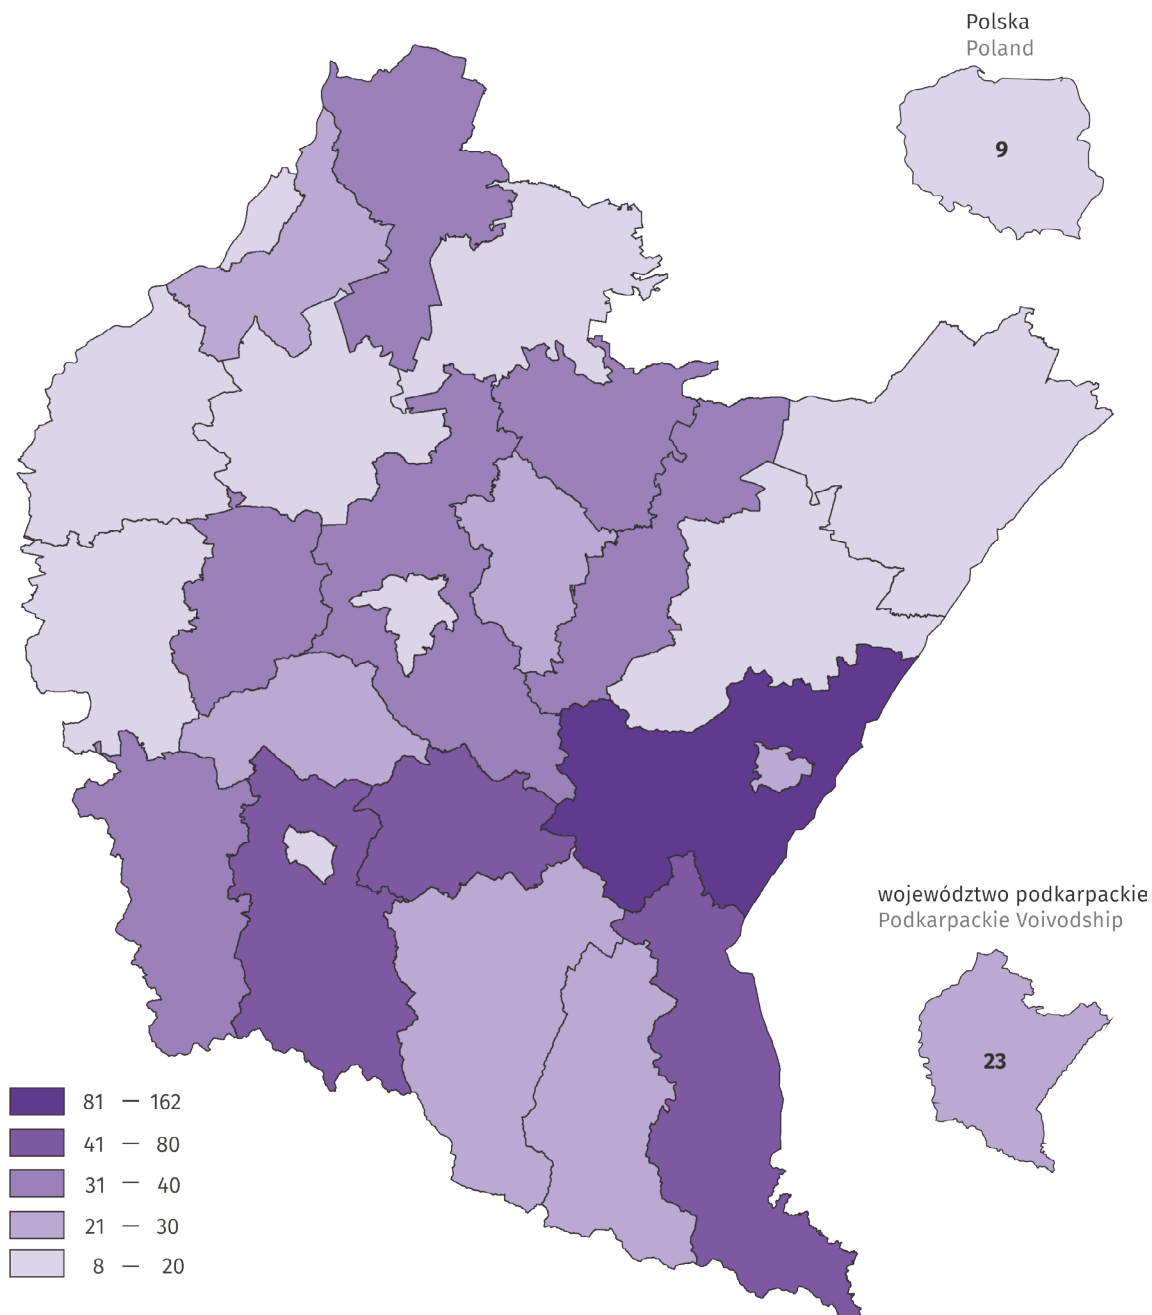 Polska
Poland
9
województwo podkarpackie
Podkarpackie Voivodship
23
81 — 162
41 — 80
31 — 40
21 — 30
8 — 20